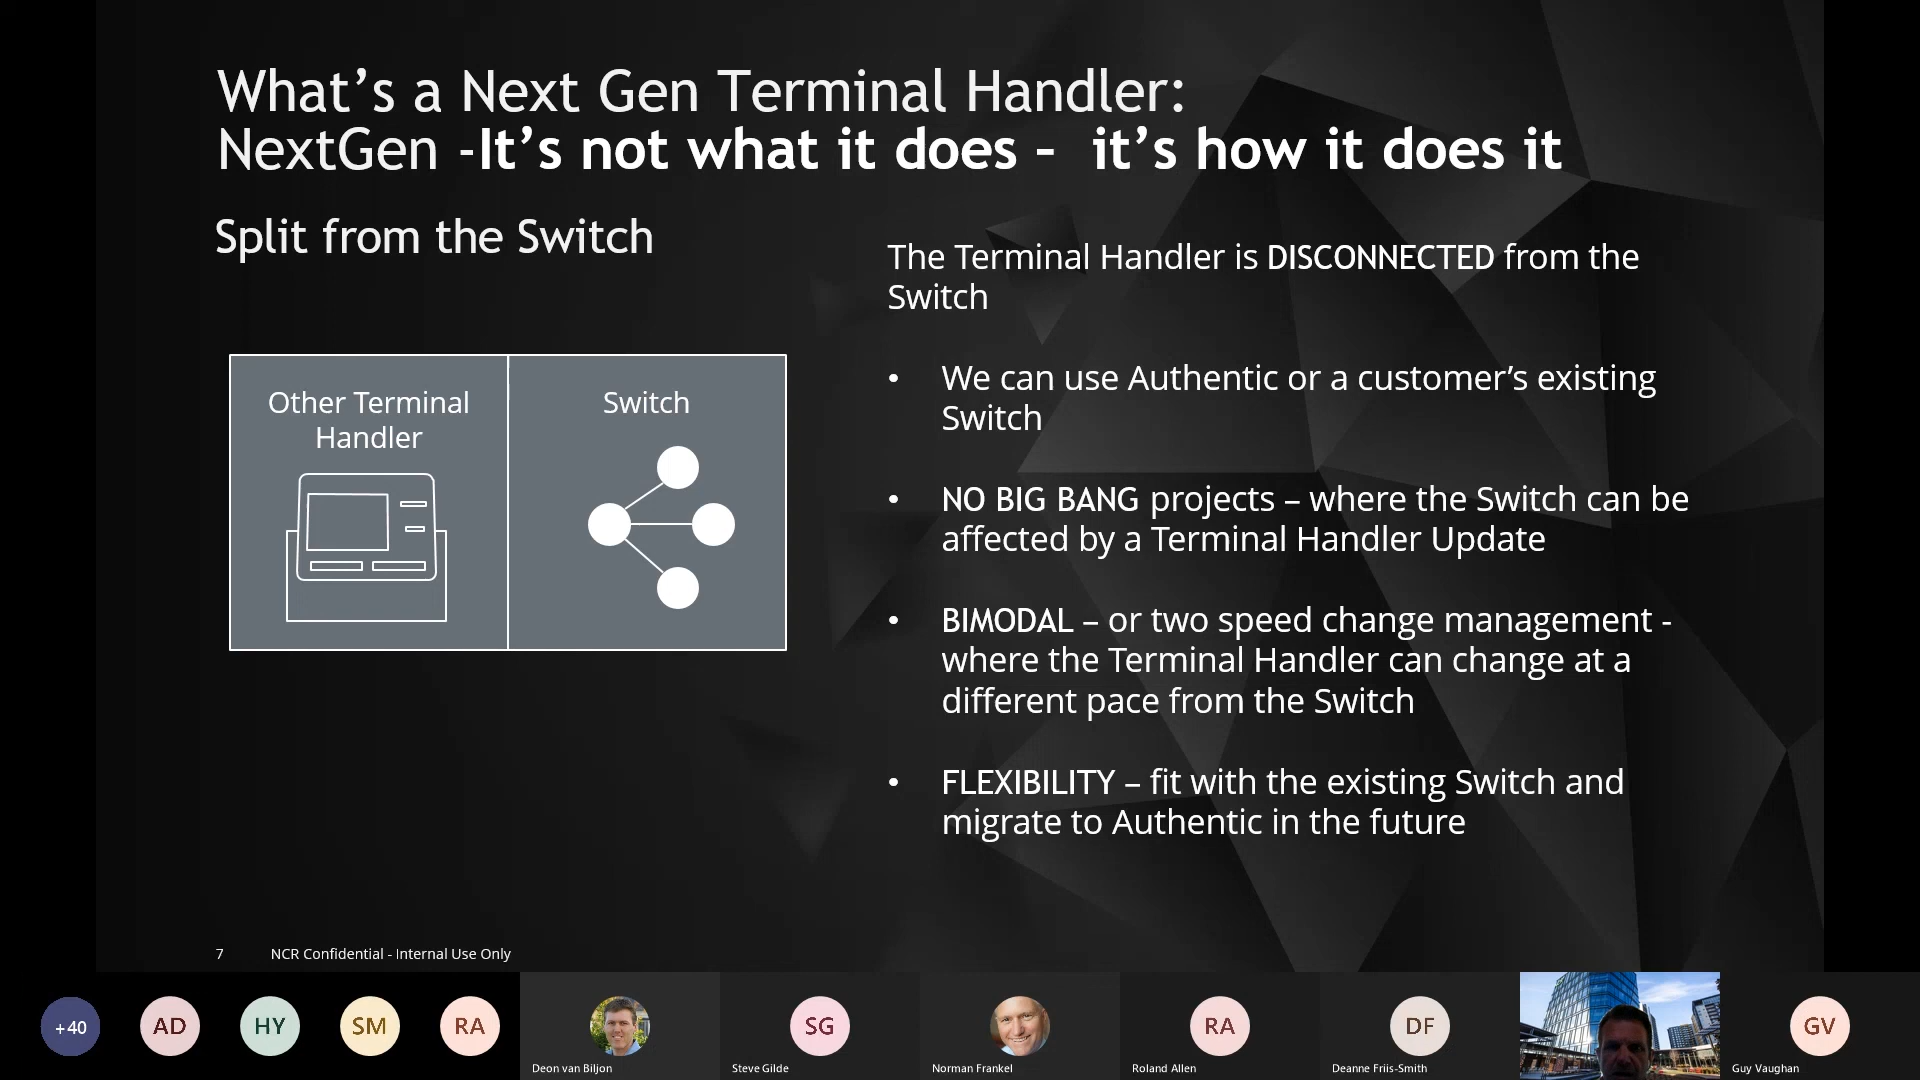 What’s a Next Gen Terminal Handler:
NextGen -It’s not what it does – it’s how it does it
Split from the Switch
Other Terminal
Handler
Switch
The Terminal Handler is DISCONNECTED from the
Switch
• We can use Authentic or a customer’s existing
Switch
• NO BIG BANG projects – where the Switch can be
affected by a Terminal Handler Update
• BIMODAL – or two speed change management -
where the Terminal Handler can change at a
different pace from the Switch
• FLEXIBILITY – fit with the existing Switch and
migrate to Authentic in the future
7 NCR Confidential - Internal Use Only
+40
AD
HY
SM
RA
Deon van Biljon
SG
Steve Gilde
Norman Frankel
RA
Roland Allen
DF
Deanne Friis-Smith
GV
Guy Vaughan